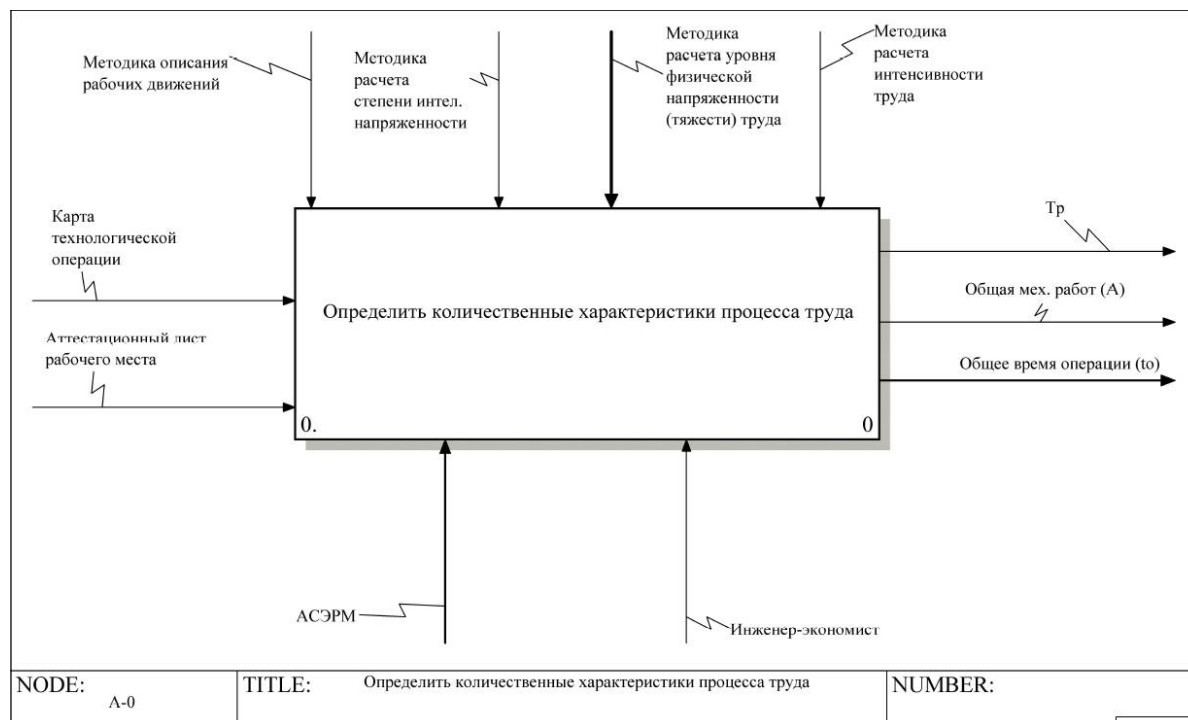 Методика описания
рабочих движений
Методика
расчета
степени интел.
напряженности
Методика
расчета уровня
физической
напряженности
(тяжести) труда
Методика
расчета
интенсивности
труда
Карта
технологической
операции
Аттестационный лист
рабочего места
Определить количественные характеристики процесса труда
0.
0
Тр
Общая мех. работ (А)
Общее время операции (to)
АСЭРМ
Инженер-экономист
NODE:
А-0
TITLE:
Определить количественные характеристики процесса труда
NUMBER: